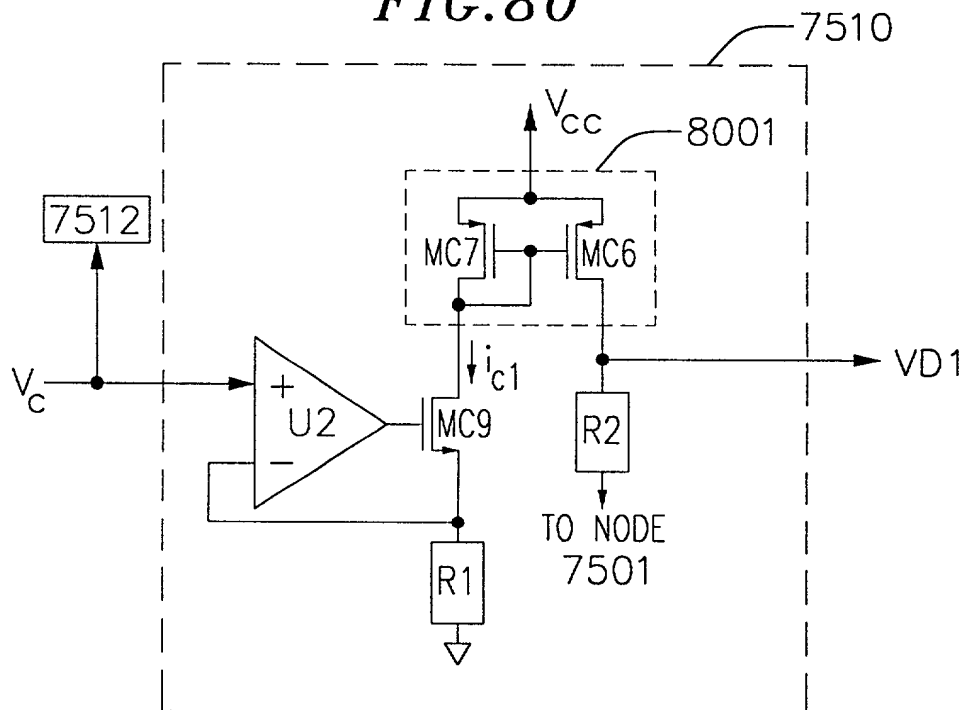 FIG.80
7510
Vcc
8001
7512
MC7
MC6
ic1
Vc
+
U2
−
MC9
VD1
R2
TO NODE
7501
R1